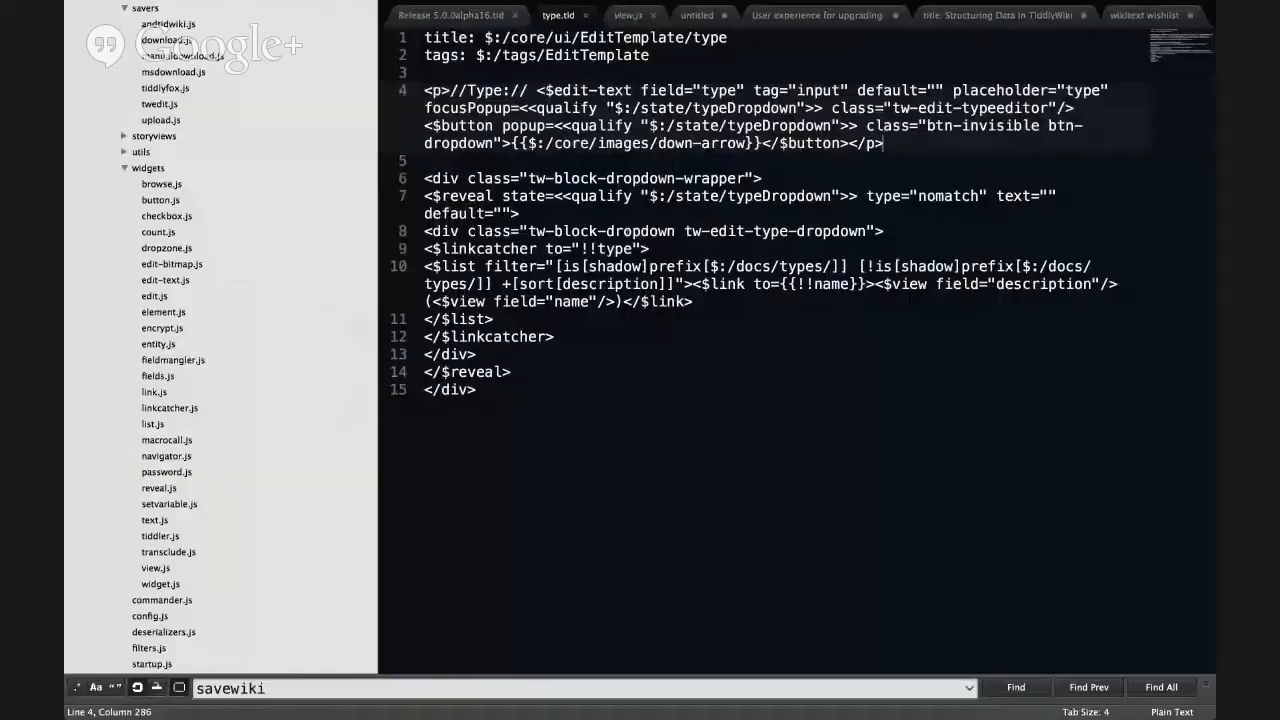 savers
andtidwiki.js
download.js
manualdownload.js
msdownload.js
tiddlyfox.js
twedit.js
upload.js
storyviews
utils
widgets
browse.js
button.js
checkbox.js
count.js
dropzone.js
edit-bitmap.js
edit-text.js
edit.js
element.js
encrypt.js
entity.js
fieldmangler.js
fields.js
link.js
linkcatcher.js
list.js
macrocall.js
navigator.js
password.js
reveal.js
setvariable.js
text.js
tiddler.js
transclude.js
view.js
widget.js
commander.js
config.js
deserializers.js
filters.js
startup.js
Google+
Release 5.0.0alpha16.tid × type.tid × view.js × untitled User experience for upgrading: title: Structuring Data in TiddlyWiki wikitext wishlist
1 title: $:/core/ui/EditTemplate/type
2 tags: $:/tags/EditTemplate
3
4 <p>//Type:// <$edit-text field="type" tag="input" default="" placeholder="type"
focusPopup=<<qualify "$:/state/typeDropdown">> class="tw-edit-typeeditor"/>
<$button popup=<<qualify "$:/state/typeDropdown">> class="btn-invisible btn-
dropdown">{{$:/core/images/down-arrow}}</$button></p>
5
6 <div class="tw-block-dropdown-wrapper">
7 <$reveal state=<<qualify "$:/state/typeDropdown">> type="nomatch" text=""
default="">
8 <div class="tw-block-dropdown tw-edit-type-dropdown">
9 <$linkcatcher to="!!type">
10 <$list filter="[is[shadow]prefix[$:/docs/types/]] [!is[shadow]prefix[$:/docs/
types/]] +[sort[description]]"><$link to={{!!name}}><$view field="description"/>
(<$view field="name"/>)</$link>
11 </$list>
12 </$linkcatcher>
13 </div>
14 </$reveal>
15 </div>
.* Aa “” savewiki Find Find Prev Find All
Line 4, Column 286 Tab Size: 4 Plain Text